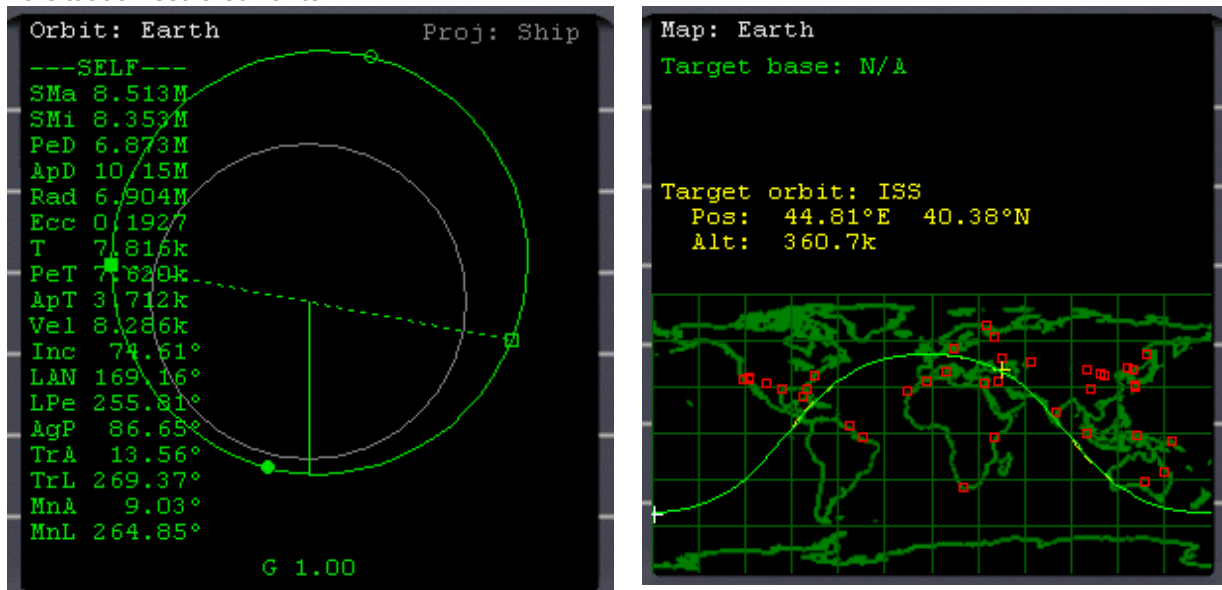 Orbit: Earth
Proj: Ship
---SELF---
SMa 8.513M
SMi 8.353M
PeD 6.873M
ApD 10.15M
Rad 6.904M
Ecc 0.1927
T 7.816k
PeT 7.620k
ApT 3.712k
Vel 8.286k
Inc 74.61°
LAN 169.16°
LPe 255.81°
AgP 86.65°
TrA 13.56°
TrL 269.37°
MnA 9.03°
MnL 264.85°
G 1.00
Map: Earth
Target base: N/A
Target orbit: ISS
Pos: 44.81°E 40.38°N
Alt: 360.7k